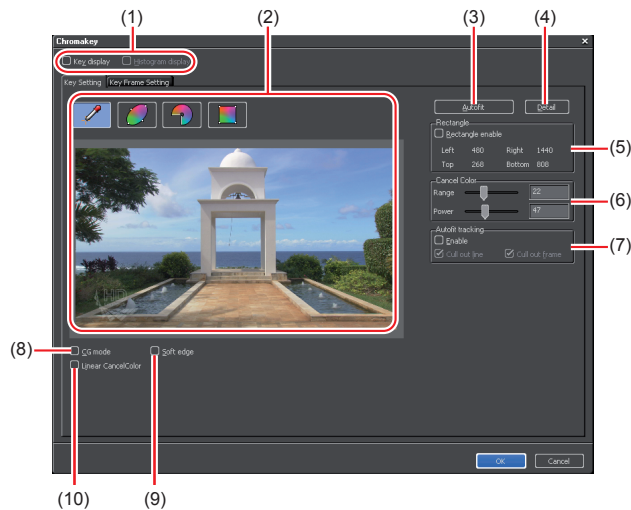 (1) (2) (3) (4)
Chromakey ×
Key display Histogram display
Key Setting Key Frame Setting
Autofit Detail
Rectangle
Rectangle enable
Left 480 Right 1440
Top 268 Bottom 808
(5)
Cancel Color
Range 22
Power 47
(6)
Autofit tracking
Enable
Cull out line Cull out frame
(7)
(8) CG mode Soft edge
Linear CancelColor
OK Cancel
(10) (9)